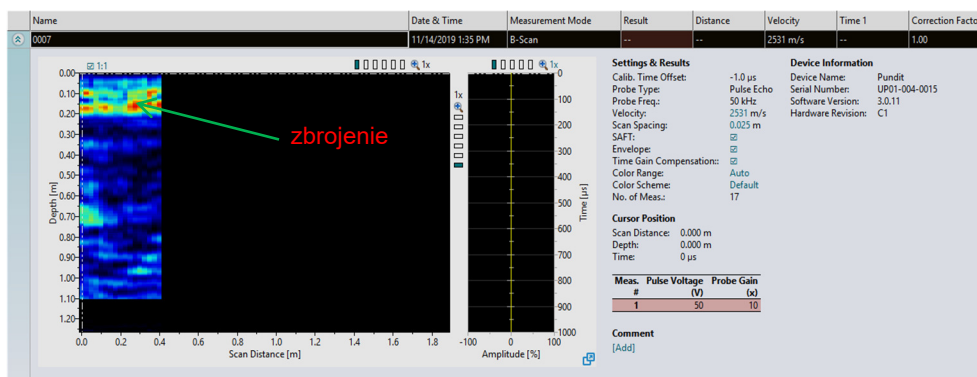 Name Date & Time Measurement Mode Result Distance Velocity Time 1 Correction Facto
0007 11/14/2019 1:35 PM B-Scan -- -- 2531 m/s -- 1.00
1:1 1x 1x
0.00
0.10
0.20
0.30
0.40
0.50
0.60
0.70
0.80
0.90
1.00
1.10
1.20
Depth [m]
0.0 0.2 0.4 0.6 0.8 1.0 1.2 1.4 1.6 1.8
Scan Distance [m]
zbrojenie
1x
0
100
200
300
400
500
600
700
800
900
1000
Time [µs]
-100 0 100
Amplitude [%]
Settings & Results
Calib. Time Offset: -1.0 µs
Probe Type: Pulse Echo
Probe Freq.: 50 kHz
Velocity: 2531 m/s
Scan Spacing: 0.025 m
SAFT:
Envelope:
Time Gain Compensation::
Color Range: Auto
Color Scheme: Default
No. of Meas.: 17
Cursor Position
Scan Distance: 0.000 m
Depth: 0.000 m
Time: 0 µs
Meas. Pulse Voltage Probe Gain
# (V) (x)
1 50 10
Comment
[Add]
Device Information
Device Name: Pundit
Serial Number: UP01-004-0015
Software Version: 3.0.11
Hardware Revision: C1